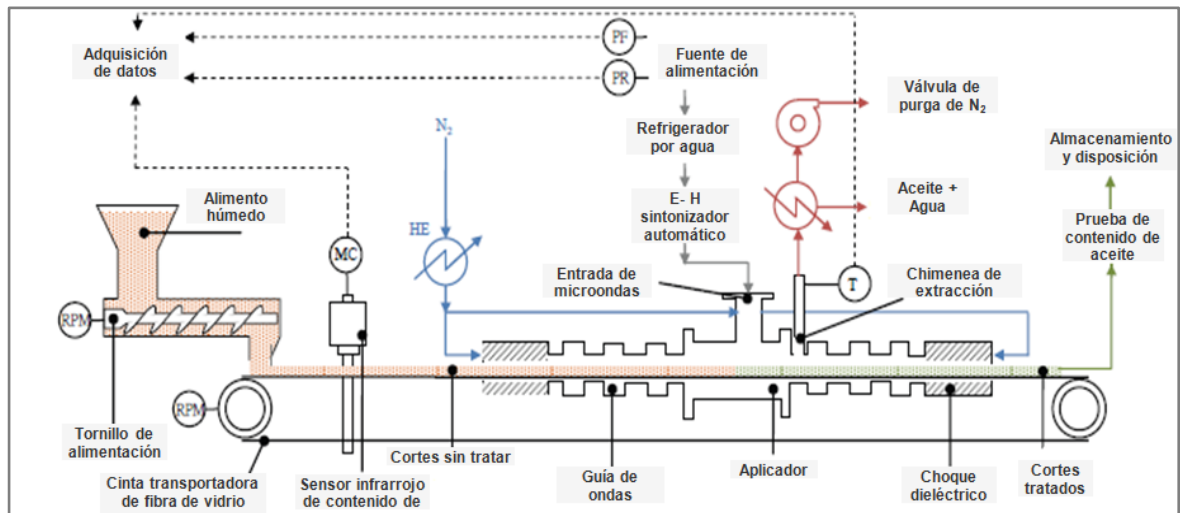 PF
Adquisición
de datos
Fuente de
alimentación
PR
Válvula de
purga de N₂
N₂
Refrigerador
por agua
Almacenamiento
y disposición
Alimento
húmedo
Aceite +
Agua
E- H
sintonizador
automático
HE
Prueba de
contenido de
aceite
MC
Entrada de
microondas
Chimenea de
extracción
T
RPM
RPM
Tornillo de
alimentación
Cortes sin tratar
Guía de
ondas
Aplicador
Choque
dieléctrico
Cortes
tratados
Cinta transportadora
de fibra de vidrio
Sensor infrarrojo
de contenido de